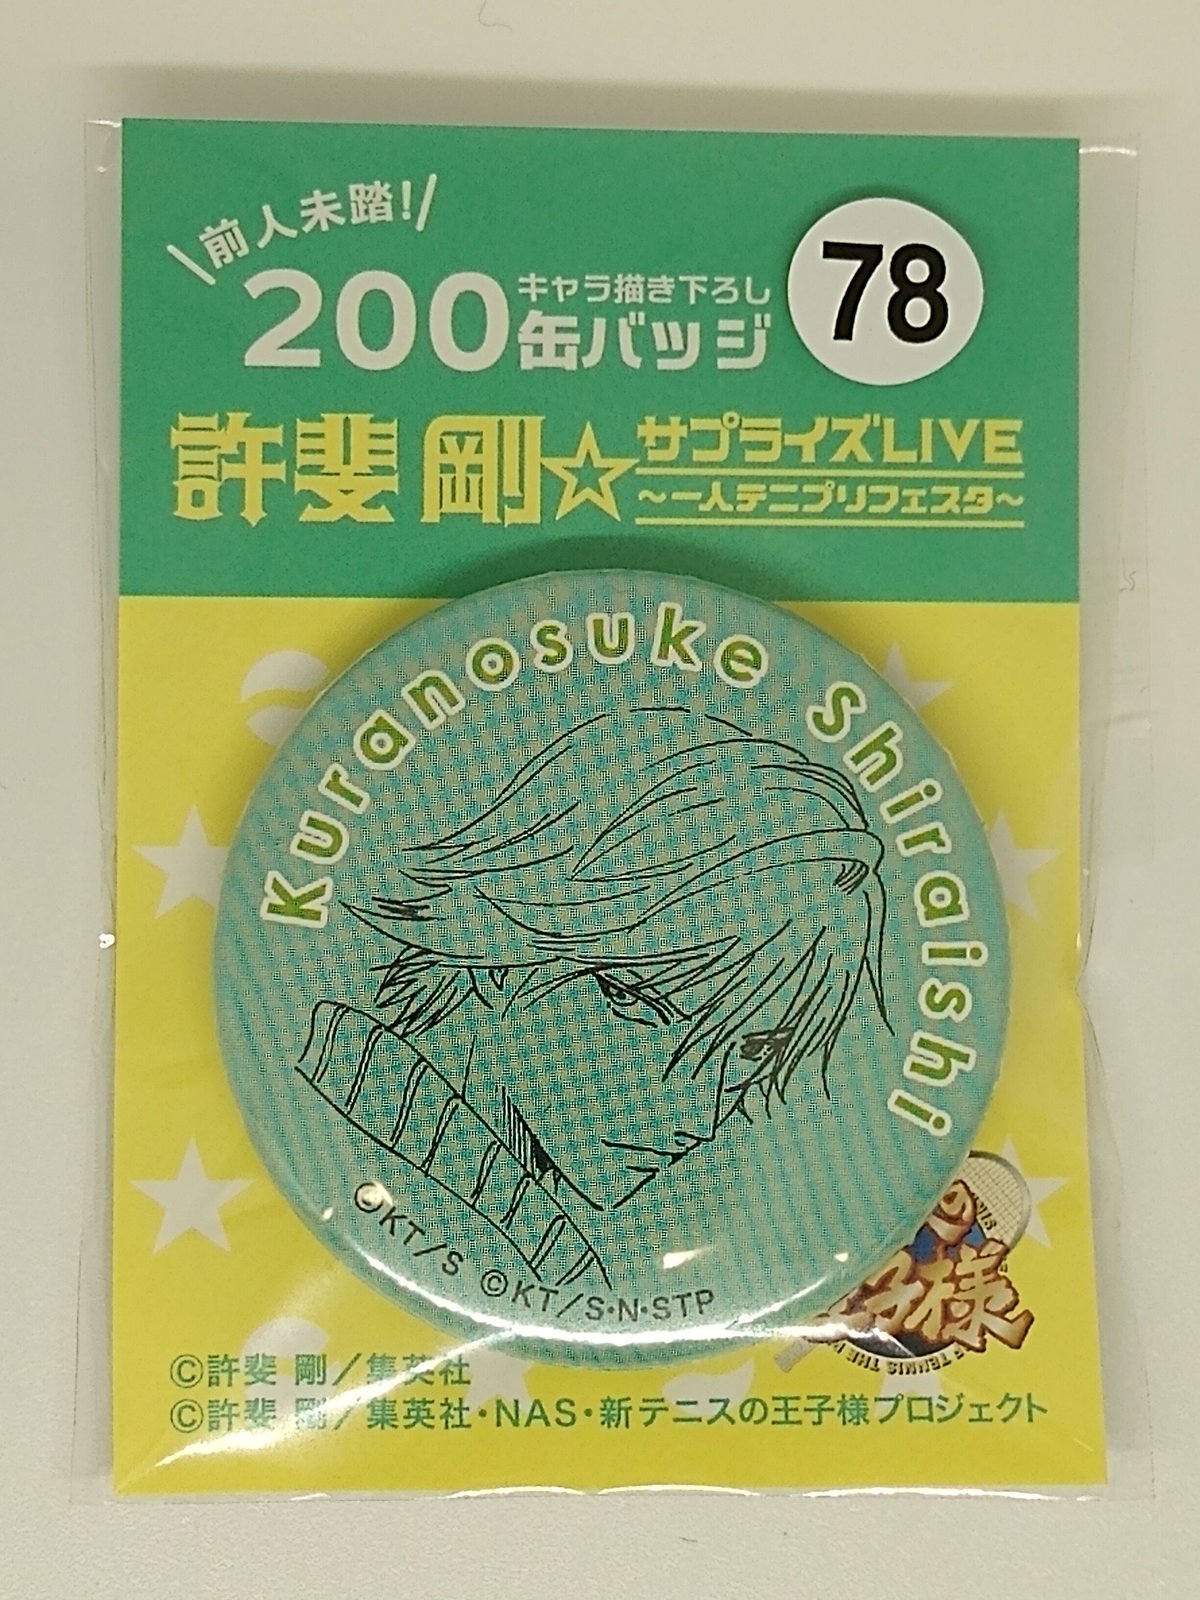 前人未踏!
78
200
キャラ描き下ろし
缶バッジ
許斐 剛☆
サプライズLIVE
～一人テニプリフェスタ～
Kuranosuke Shiraishi
©KT/S ©KT/S・N・STP
様
TENNIS THE
©許斐 剛／集英社
©許斐 剛／集英社・NAS・新テニスの王子様プロジェクト